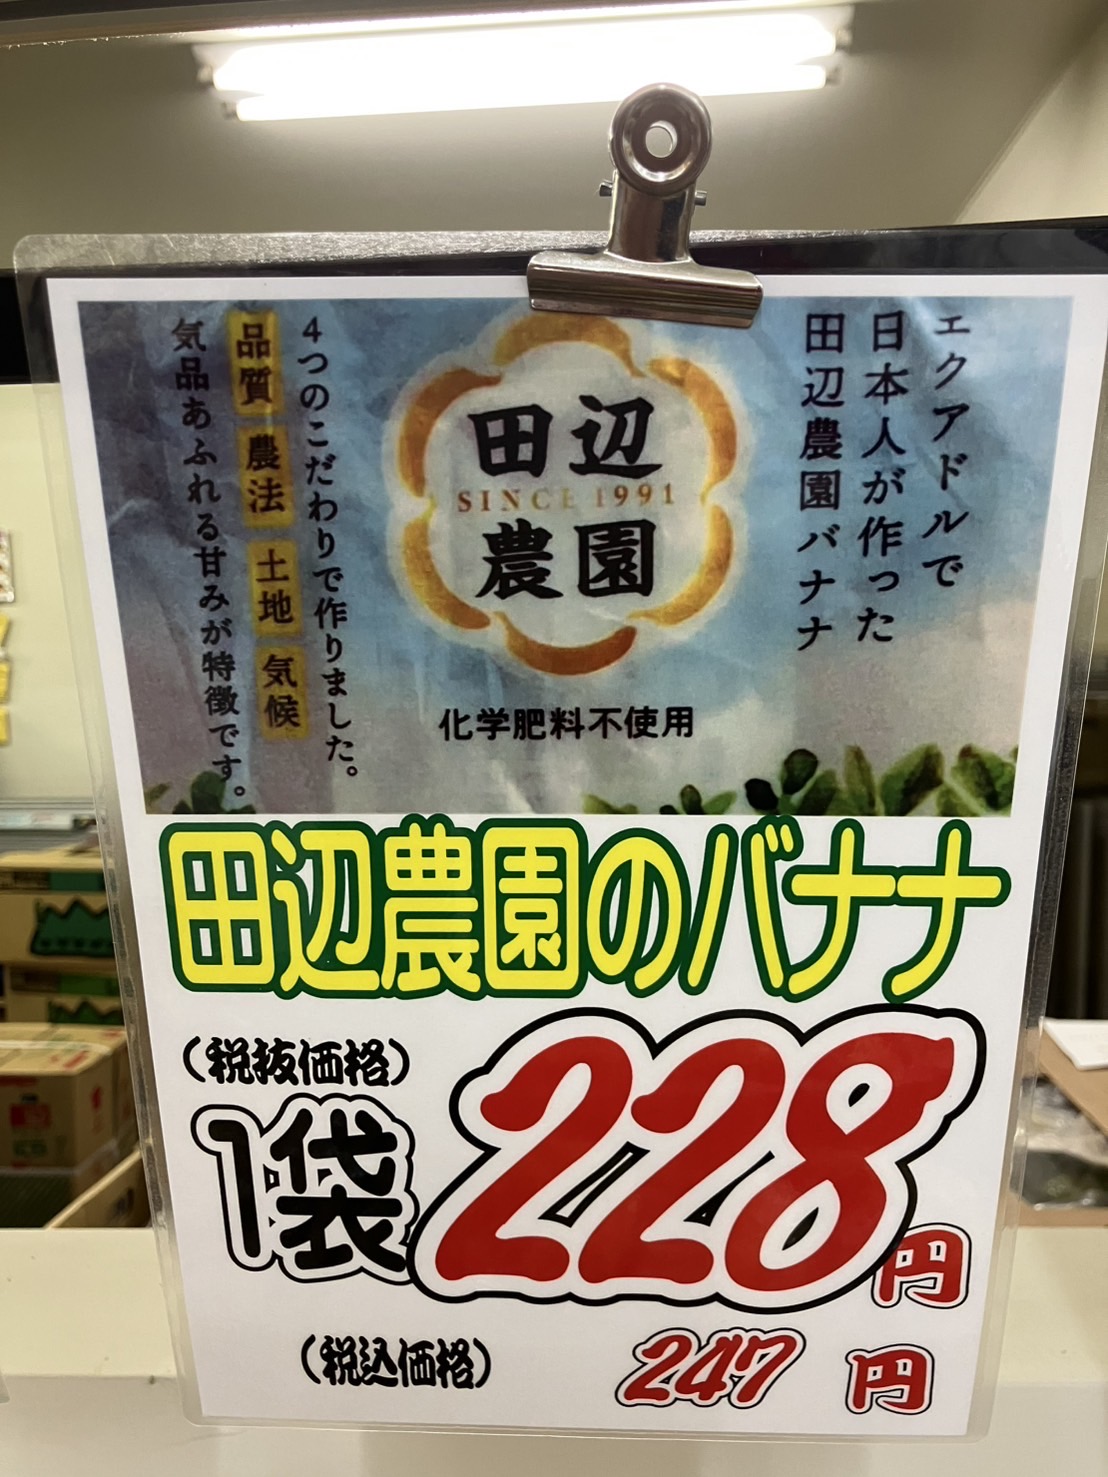 エクアドルで
日本人が作った
田辺農園バナナ
田辺
SINCE 1991
農園
化学肥料不使用
4つのこだわりで作りました。
品質 農法 土地 気候
気品あふれる甘みが特徴です。
田辺農園のバナナ
(税抜価格)
1袋 228円
(税込価格) 247円